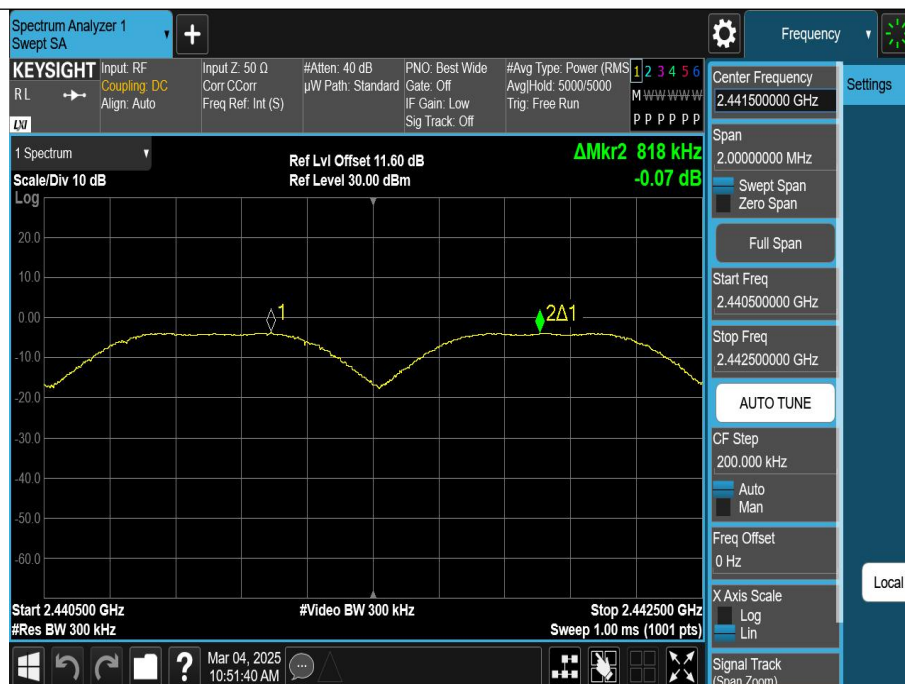 Spectrum Analyzer 1
Swept SA
Frequency
KEYSIGHT
RL
LXI
Input: RF
Coupling: DC
Align: Auto
Input Z: 50 Ω
Corr CCorr
Freq Ref: Int (S)
#Atten: 40 dB
µW Path: Standard
PNO: Best Wide
Gate: Off
IF Gain: Low
Sig Track: Off
#Avg Type: Power (RMS
Avg|Hold: 5000/5000
Trig: Free Run
1 2 3 4 5 6
M W W W W W
P P P P P P
1 Spectrum
Scale/Div 10 dB
Log
Ref Lvl Offset 11.60 dB
Ref Level 30.00 dBm
ΔMkr2 818 kHz
-0.07 dB
20.0
10.0
0.00
-10.0
-20.0
-30.0
-40.0
-50.0
-60.0
1
2Δ1
Start 2.440500 GHz
#Res BW 300 kHz
#Video BW 300 kHz
Stop 2.442500 GHz
Sweep 1.00 ms (1001 pts)
Center Frequency
2.441500000 GHz
Settings
Span
2.00000000 MHz
Swept Span
Zero Span
Full Span
Start Freq
2.440500000 GHz
Stop Freq
2.442500000 GHz
AUTO TUNE
CF Step
200.000 kHz
Auto
Man
Freq Offset
0 Hz
Local
X Axis Scale
Log
Lin
Signal Track
(Span Zoom)
?
Mar 04, 2025
10:51:40 AM